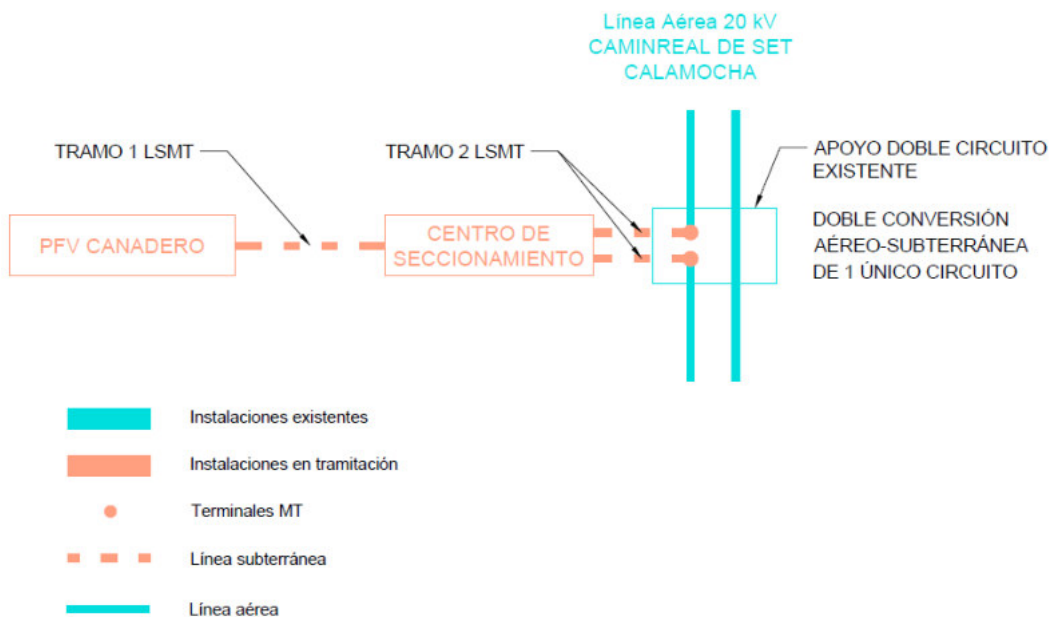 Línea Aérea 20 kV
CAMINREAL DE SET
CALAMOCHA
TRAMO 1 LSMT
TRAMO 2 LSMT
APOYO DOBLE CIRCUITO
EXISTENTE
PFV CANADERO
CENTRO DE
SECCIONAMIENTO
DOBLE CONVERSIÓN
AÉREO-SUBTERRÁNEA
DE 1 ÚNICO CIRCUITO
Instalaciones existentes
Instalaciones en tramitación
Terminales MT
Línea subterránea
Línea aérea